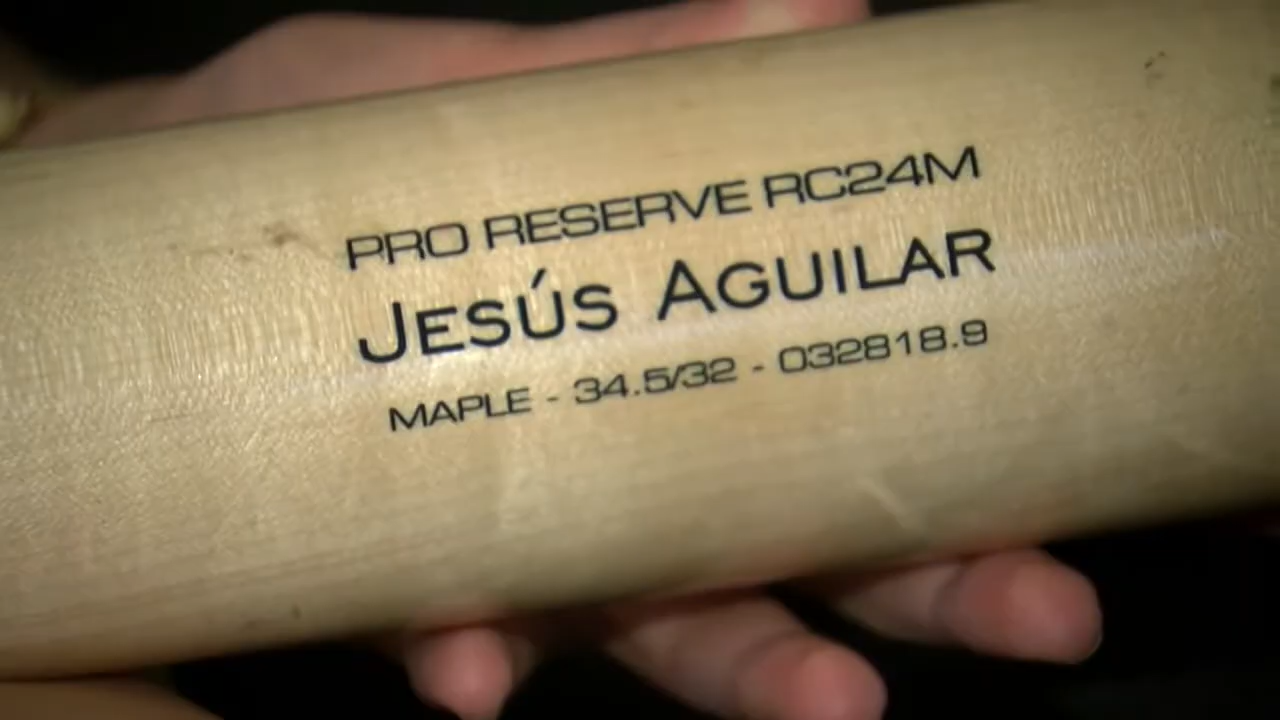 PRO RESERVE RC24M
JESÚS AGUILAR
MAPLE - 34.5/32 - 032818.9